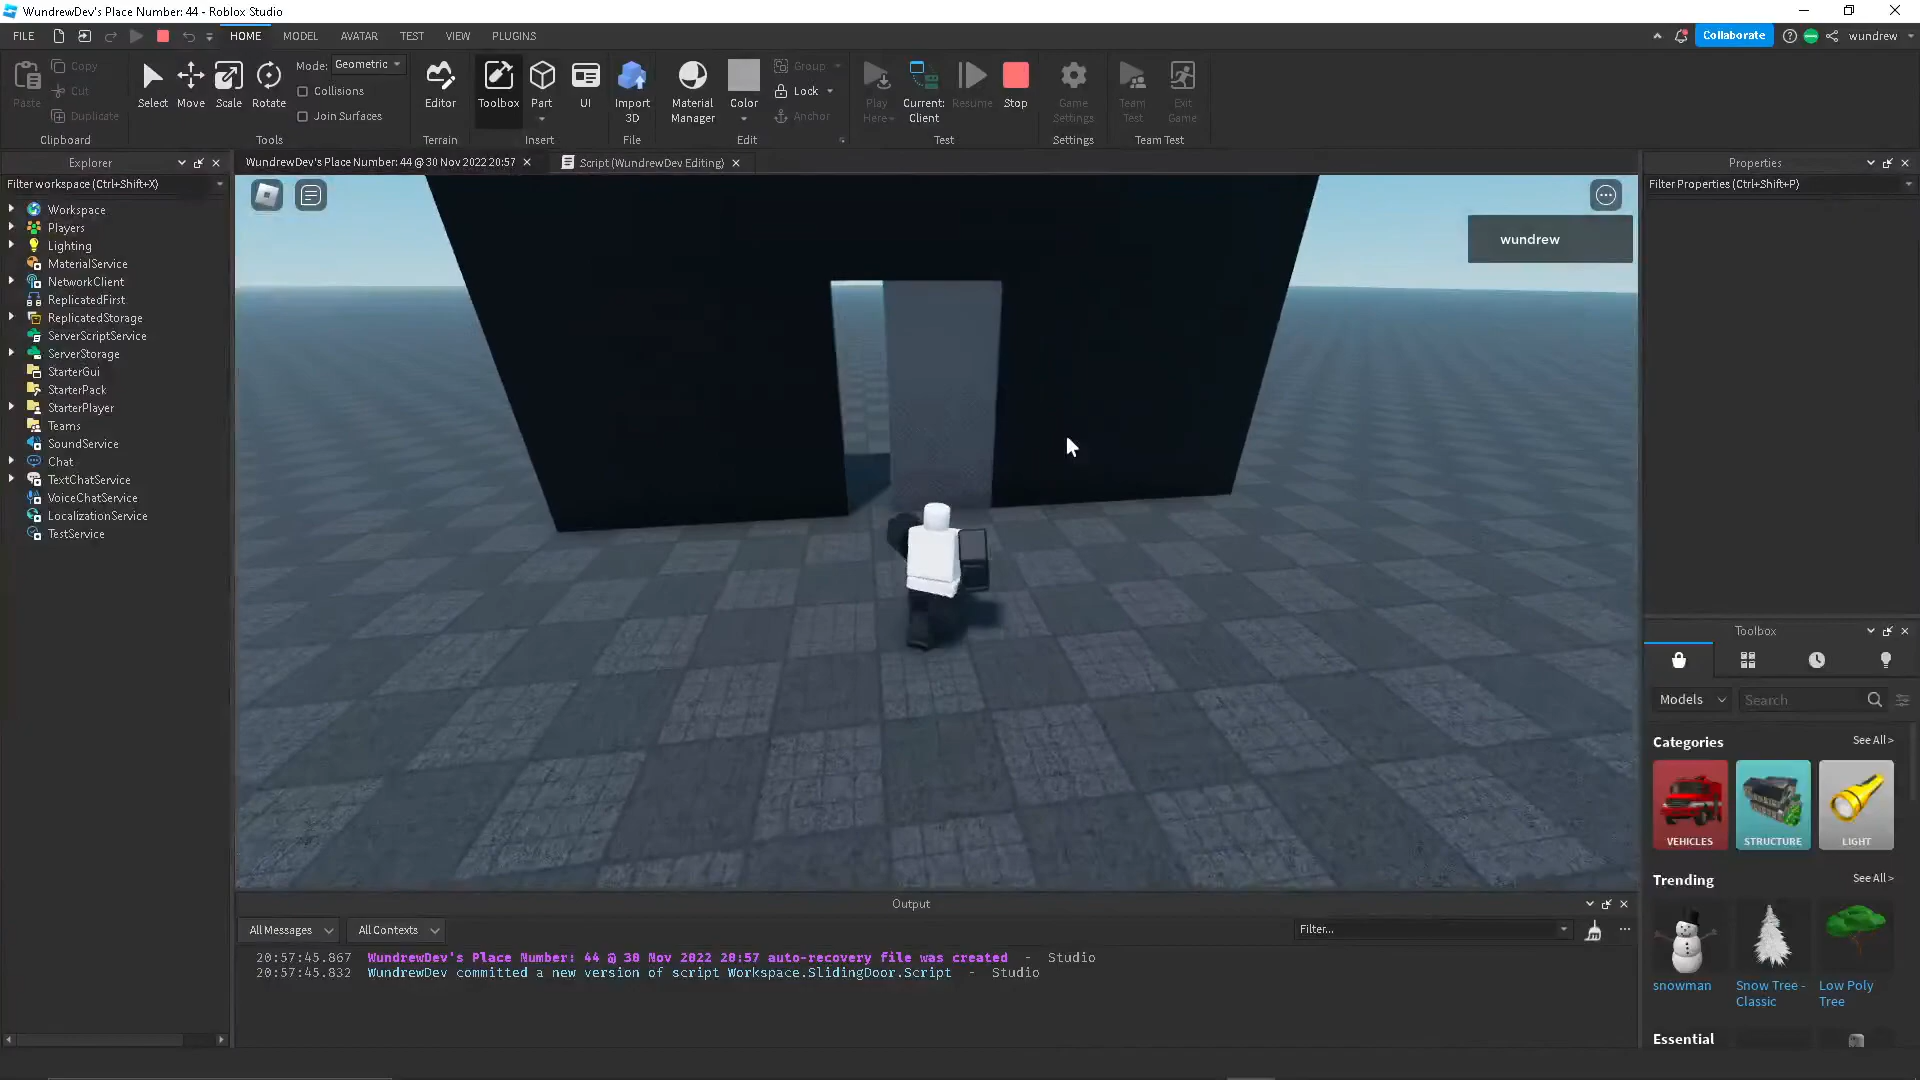 WundrewDev's Place Number: 44 - Roblox Studio
FILE HOME MODEL AVATAR TEST VIEW PLUGINS Collaborate wundrew
Paste Copy Cut Duplicate
Clipboard
Select Move Scale Rotate
Mode: Geometric
Collisions
Join Surfaces
Tools
Editor
Terrain
Toolbox Part UI
Insert
Import 3D
File
Material Manager
Color
Group
Lock
Anchor
Edit
Play Here
Current: Client
Resume
Stop
Test
Game Settings
Settings
Team Test
Exit Game
Team Test
Explorer
Filter workspace (Ctrl+Shift+X)
Workspace
Players
Lighting
MaterialService
NetworkClient
ReplicatedFirst
ReplicatedStorage
ServerScriptService
ServerStorage
StarterGui
StarterPack
StarterPlayer
Teams
SoundService
Chat
TextChatService
VoiceChatService
LocalizationService
TestService
WundrewDev's Place Number: 44 @ 30 Nov 2022 20:57
Script (WundrewDev Editing)
wundrew
Output
All Messages All Contexts Filter...
20:57:45.867 WundrewDev's Place Number: 44 @ 30 Nov 2022 20:57 auto-recovery file was created - Studio
20:57:45.832 WundrewDev committed a new version of script Workspace.SlidingDoor.Script - Studio
Properties
Filter Properties (Ctrl+Shift+P)
Toolbox
Models Search
Categories See All >
VEHICLES STRUCTURE LIGHT
Trending See All >
snowman
Snow Tree - Classic
Low Poly Tree
Essential